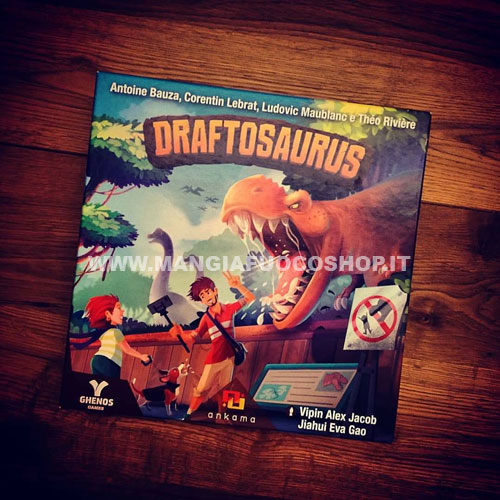 Antoine Bauza, Corentin Lebrat, Ludovic Maublanc e Théo Rivière
DRAFTOSAURUS
WWW.MANGIAFUOCOSHOP.IT
GHENOS
GAMES
ankama
Vipin Alex Jacob
Jiahui Eva Gao